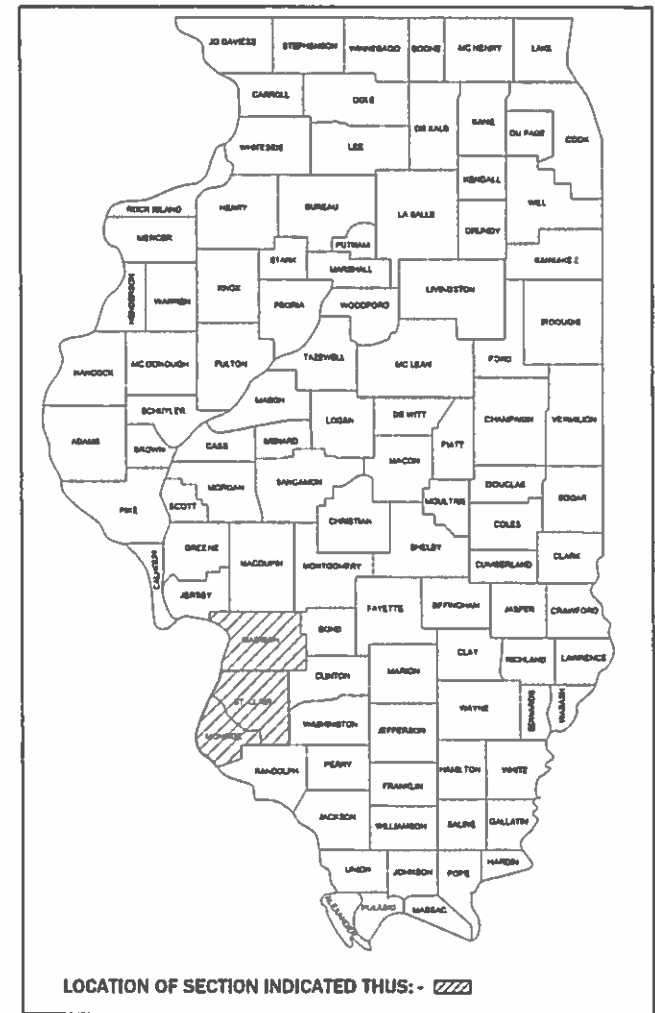 JO DAVIESS STEPHENSON WINNEBAGO BOONE MC HENRY LAKE
CARROLL OGLE DE KALB KANE DU PAGE COOK
WHITESIDE LEE
KENDALL WILL
ROCK ISLAND HENRY BUREAU LA SALLE GRUNDY
MERCER PUTNAM
STARK MARSHALL KANKAKEE
HENDERSON WARREN KNOX PEORIA WOODFORD LIVINGSTON IROQUOIS
HANCOCK MC DONOUGH FULTON TAZEWELL MC LEAN FORD
SCHUYLER MASON LOGAN DE WITT CHAMPAIGN VERMILION
ADAMS BROWN CASS MENARD MACON PIATT
PIKE SCOTT MORGAN SANGAMON CHRISTIAN MOULTRIE DOUGLAS EDGAR
COLES
CALHOUN GREENE MACOUPIN MONTGOMERY SHELBY CUMBERLAND CLARK
JERSEY FAYETTE EFFINGHAM JASPER CRAWFORD
MADISON BOND CLAY RICHLAND LAWRENCE
CLINTON MARION
ST. CLAIR WASHINGTON JEFFERSON WAYNE EDWARDS WABASH
MONROE
RANDOLPH PERRY FRANKLIN HAMILTON WHITE
JACKSON WILLIAMSON SALINE GALLATIN
UNION JOHNSON POPE HARDIN
ALEXANDER PULASKI MASSAC
LOCATION OF SECTION INDICATED THUS: -